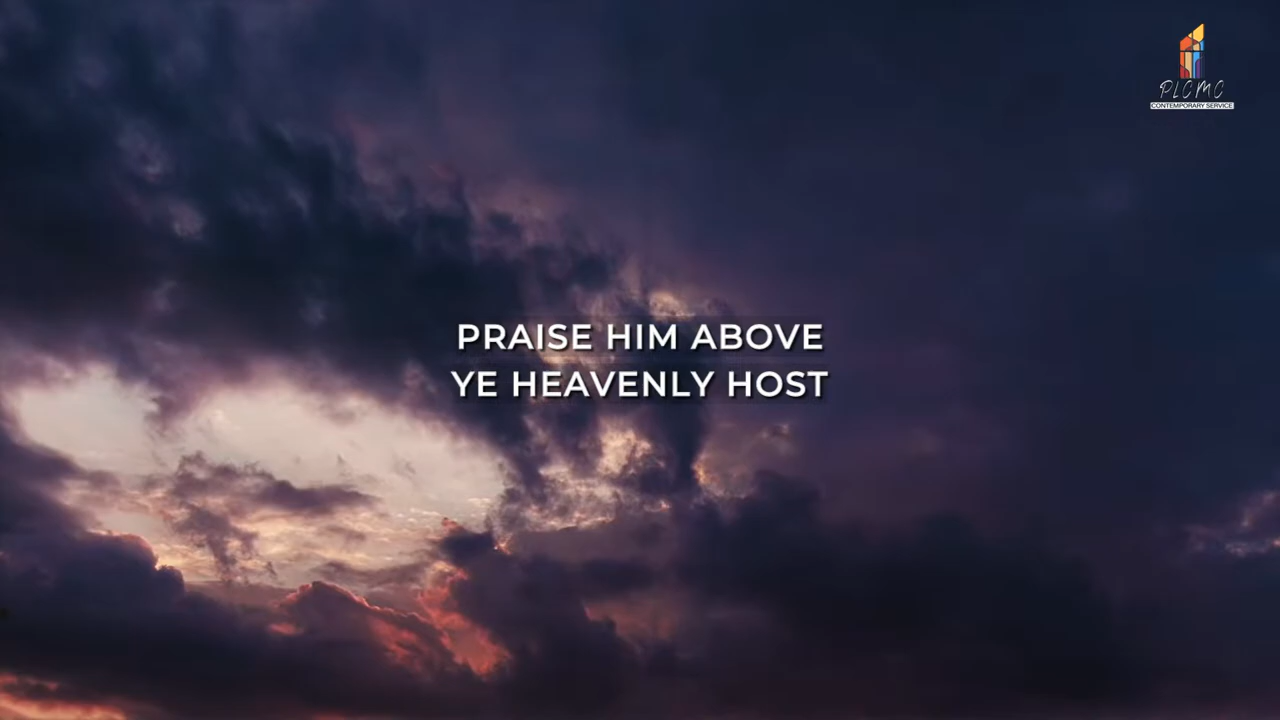 PLCMC
CONTEMPORARY SERVICE
PRAISE HIM ABOVE
YE HEAVENLY HOST